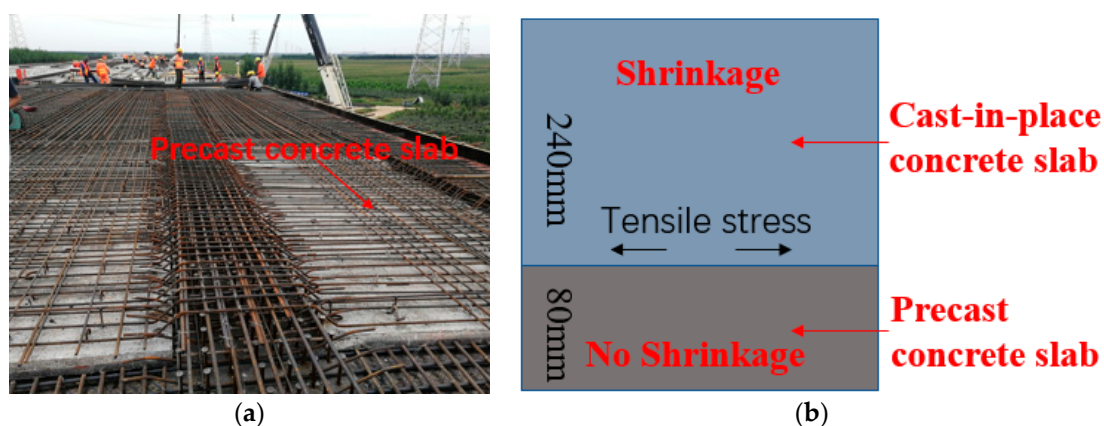 Precast concrete slab
Shrinkage
240mm
Tensile stress
80mm
No Shrinkage
Cast-in-place
concrete slab
Precast
concrete slab
(a)
(b)